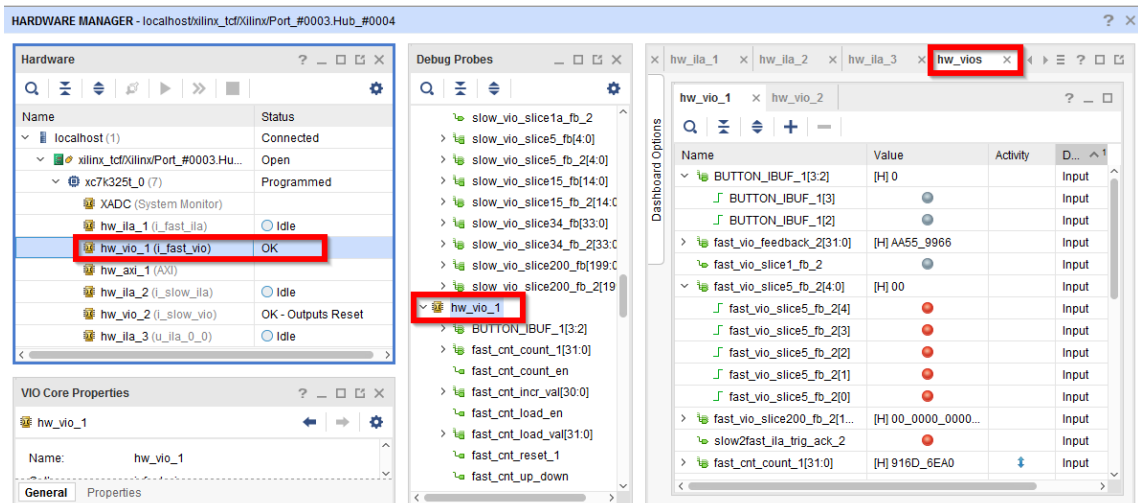 HARDWARE MANAGER - localhost/xilinx_tcf/Xilinx/Port_#0003.Hub_#0004
Hardware
Name Status
localhost (1) Connected
xilinx_tcf/Xilinx/Port_#0003.Hu... Open
xc7k325t_0 (7) Programmed
XADC (System Monitor)
hw_ila_1 (i_fast_ila) Idle
hw_vio_1 (i_fast_vio) OK
hw_axi_1 (AXI)
hw_ila_2 (i_slow_ila) Idle
hw_vio_2 (i_slow_vio) OK - Outputs Reset
hw_ila_3 (u_ila_0_0) Idle
VIO Core Properties
hw_vio_1
Name: hw_vio_1
General Properties
Debug Probes
slow_vio_slice1a_fb_2
slow_vio_slice5_fb[4:0]
slow_vio_slice5_fb_2[4:0]
slow_vio_slice15_fb[14:0]
slow_vio_slice15_fb_2[14:0
slow_vio_slice34_fb[33:0]
slow_vio_slice34_fb_2[33:0
slow_vio_slice200_fb[199:0
slow_vio_slice200_fb_2[19
hw_vio_1
BUTTON_IBUF_1[3:2]
fast_cnt_count_1[31:0]
fast_cnt_count_en
fast_cnt_incr_val[30:0]
fast_cnt_load_en
fast_cnt_load_val[31:0]
fast_cnt_reset_1
fast_cnt_up_down
hw_ila_1 hw_ila_2 hw_ila_3 hw_vios
Dashboard Options
hw_vio_1 hw_vio_2
Name Value Activity D... 1
BUTTON_IBUF_1[3:2] [H] 0 Input
BUTTON_IBUF_1[3] Input
BUTTON_IBUF_1[2] Input
fast_vio_feedback_2[31:0] [H] AA55_9966 Input
fast_vio_slice1_fb_2 Input
fast_vio_slice5_fb_2[4:0] [H] 00 Input
fast_vio_slice5_fb_2[4] Input
fast_vio_slice5_fb_2[3] Input
fast_vio_slice5_fb_2[2] Input
fast_vio_slice5_fb_2[1] Input
fast_vio_slice5_fb_2[0] Input
fast_vio_slice200_fb_2[1... [H] 00_0000_0000... Input
slow2fast_ila_trig_ack_2 Input
fast_cnt_count_1[31:0] [H] 916D_6EA0 Input